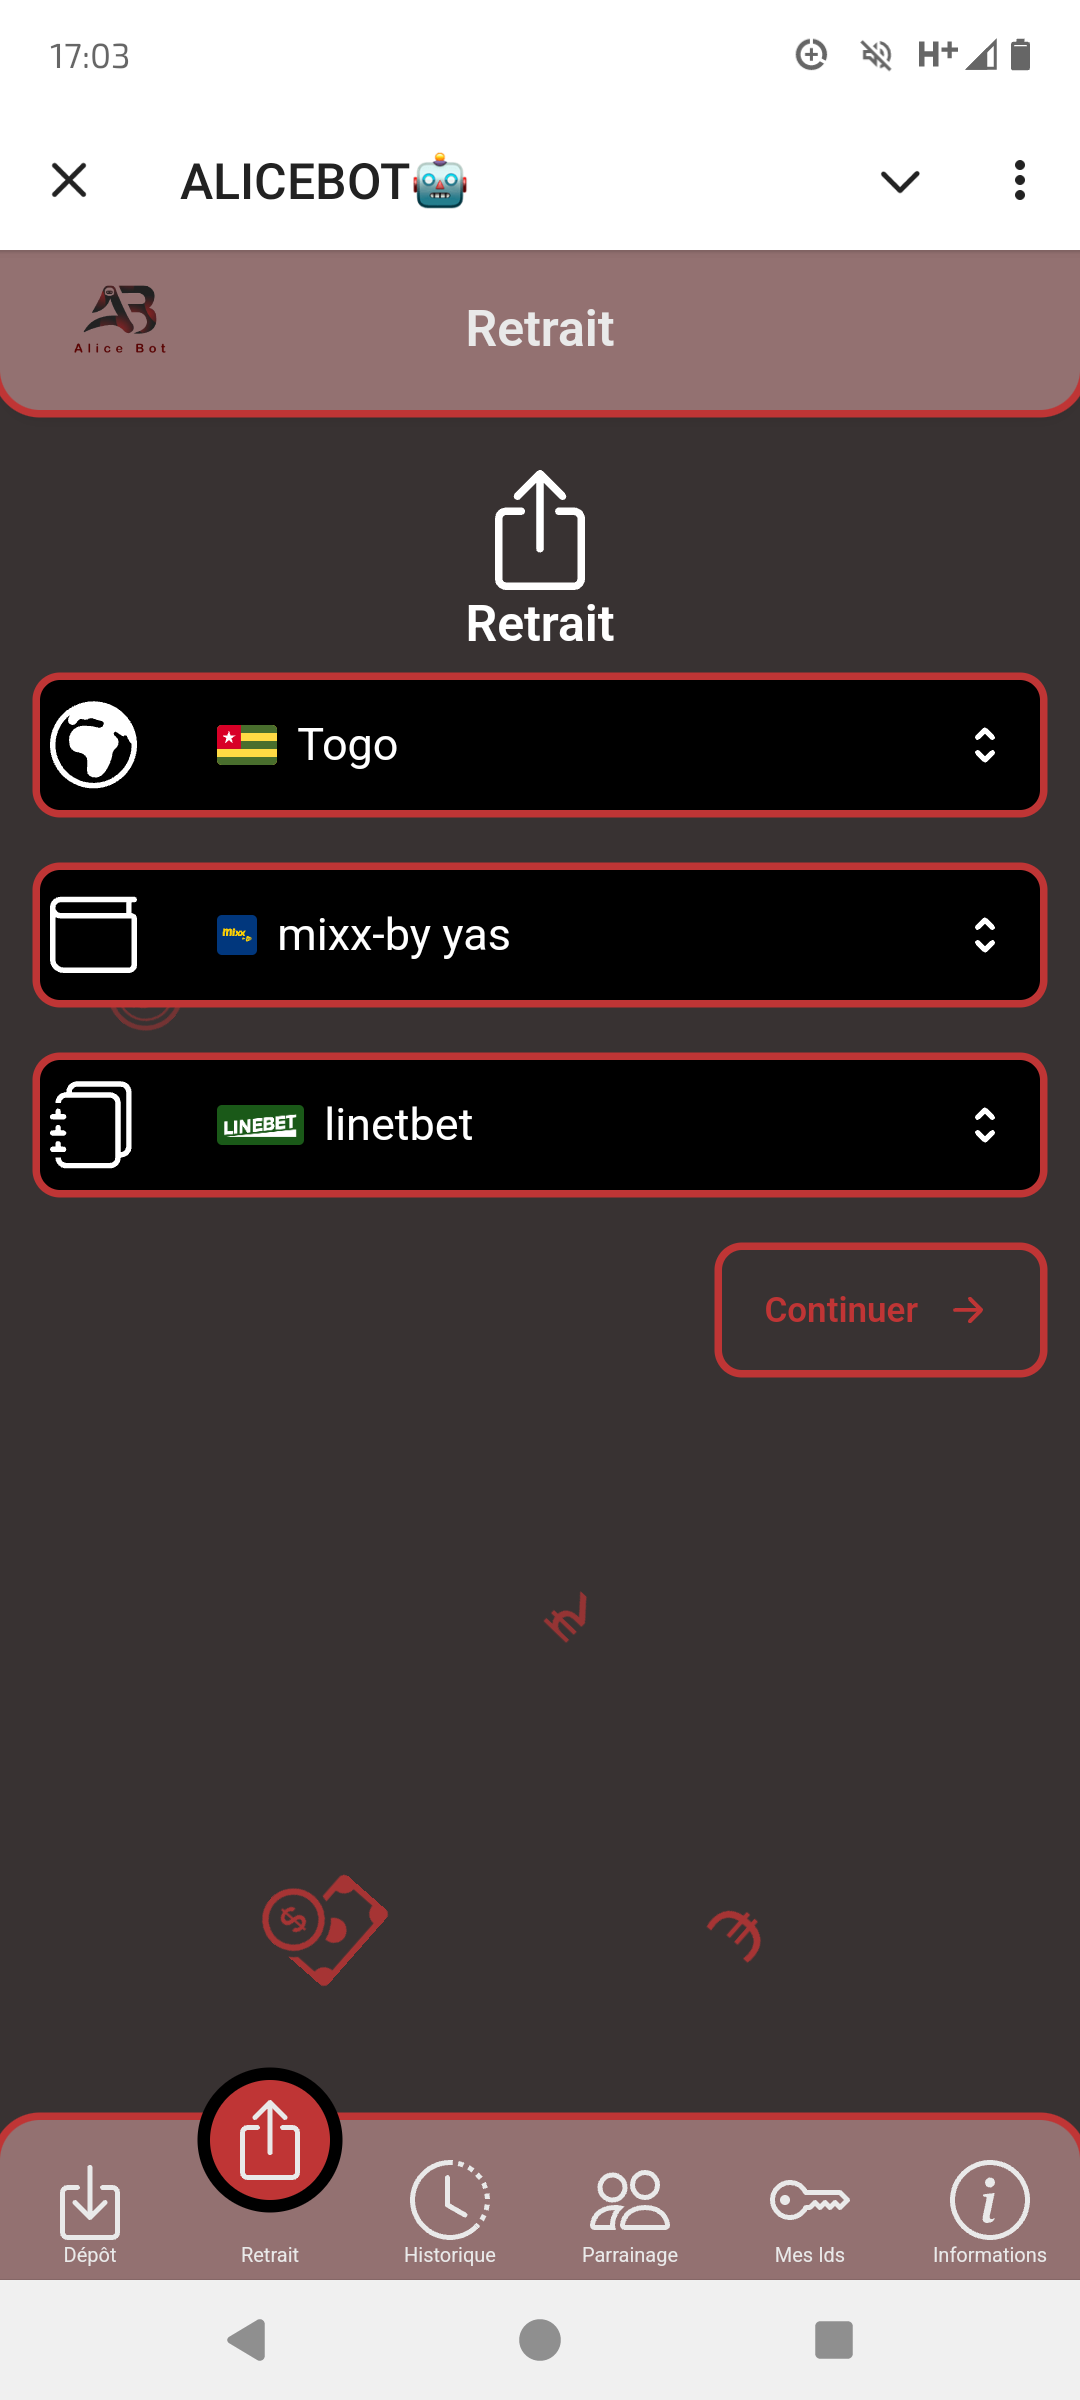 17:03
H+
ALICEBOT🤖
Alice Bot
Retrait
Retrait
Togo
mixx
mixx-by yas
LINEBET
linetbet
Continuer →
Dépôt
Retrait
Historique
Parrainage
Mes Ids
Informations